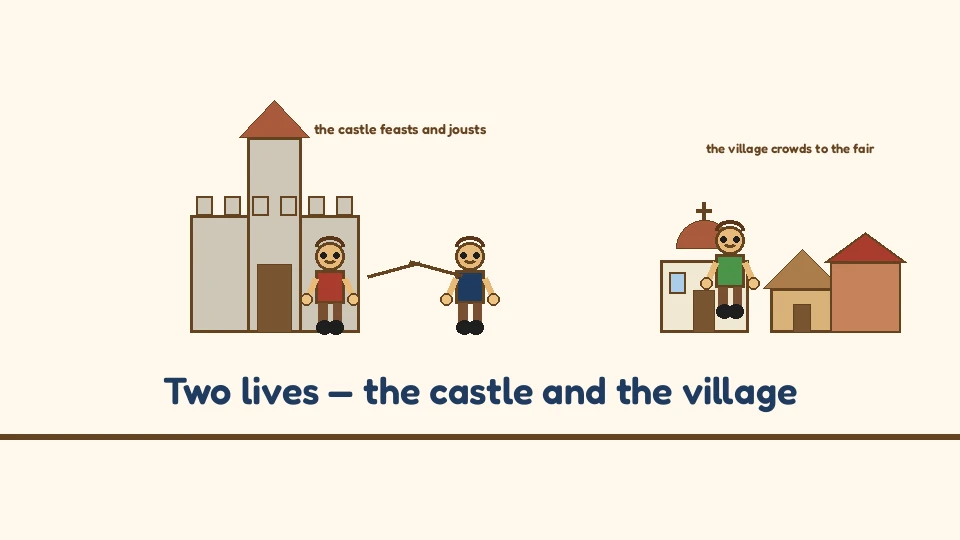 the castle feasts and jousts
the village crowds to the fair
Two lives — the castle and the village